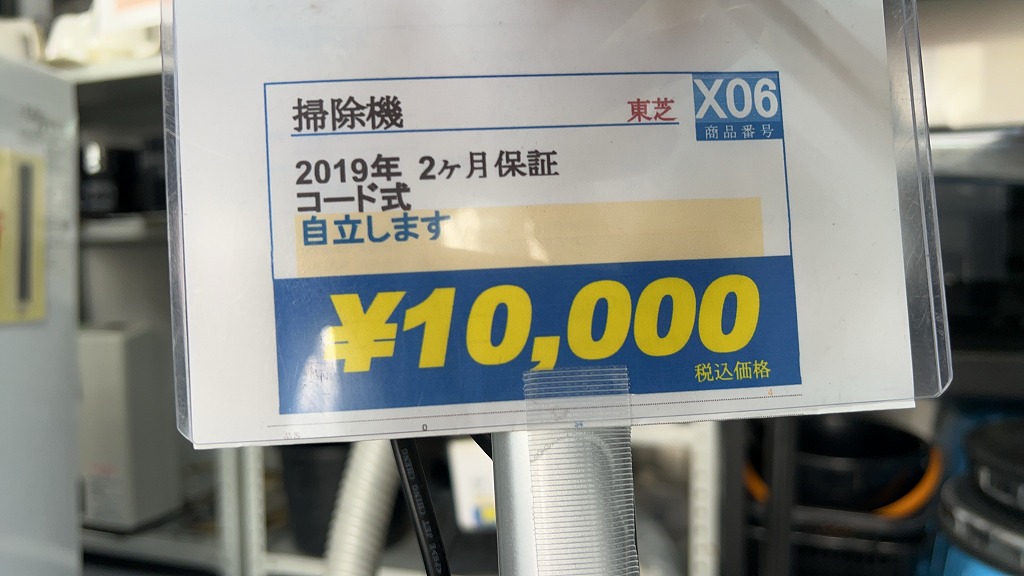 掃除機 東芝 X06
商品番号
2019年 2ヶ月保証
コード式
自立します
¥10,000
税込価格
0